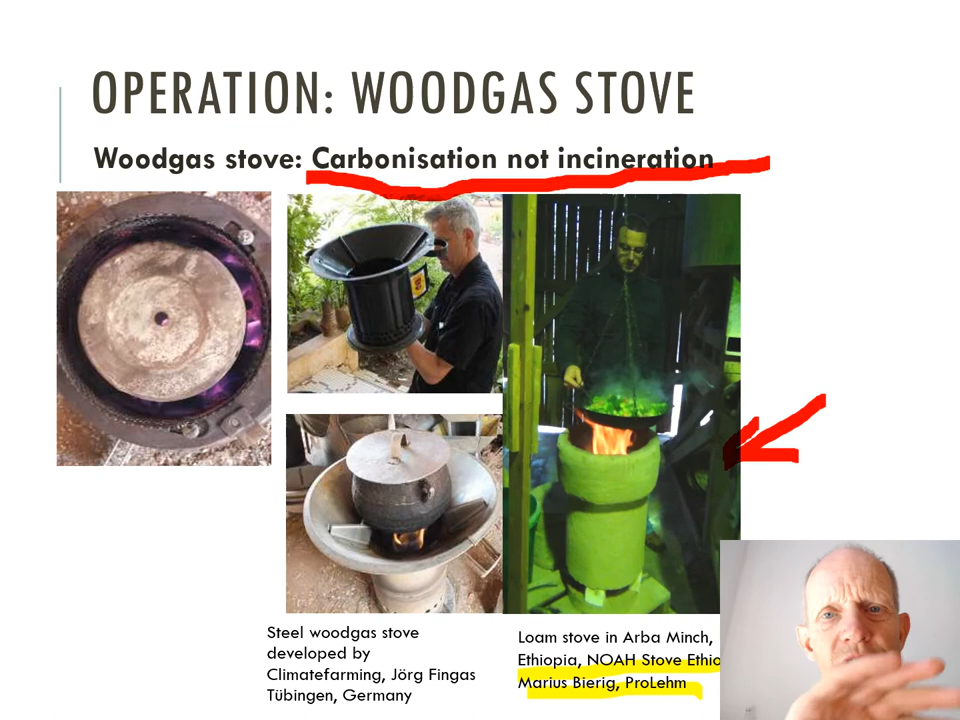 OPERATION: WOODGAS STOVE
Woodgas stove: Carbonisation not incineration
Steel woodgas stove
developed by
Climatefarming, Jörg Fingas
Tübingen, Germany
Loam stove in Arba Minch,
Ethiopia, NOAH Stove Ethio
Marius Bierig, ProLehm